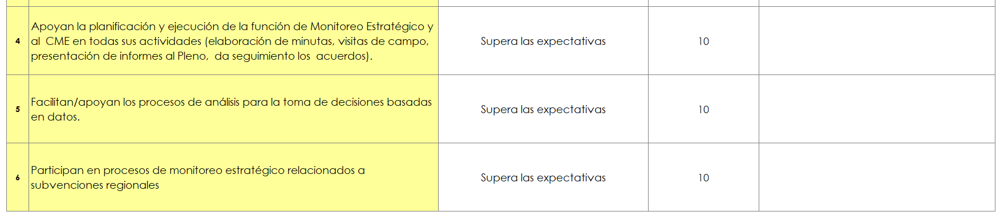 4
Apoyan la planificación y ejecución de la función de Monitoreo Estratégico y
al  CME en todas sus actividades (elaboración de minutas, visitas de campo,
presentación de informes al Pleno,  da seguimiento los  acuerdos).
Supera las expectativas
10
5
Facilitan/apoyan los procesos de análisis para la toma de decisiones basadas
en datos.
Supera las expectativas
10
6
Participan en procesos de monitoreo estratégico relacionados a
subvenciones regionales
Supera las expectativas
10